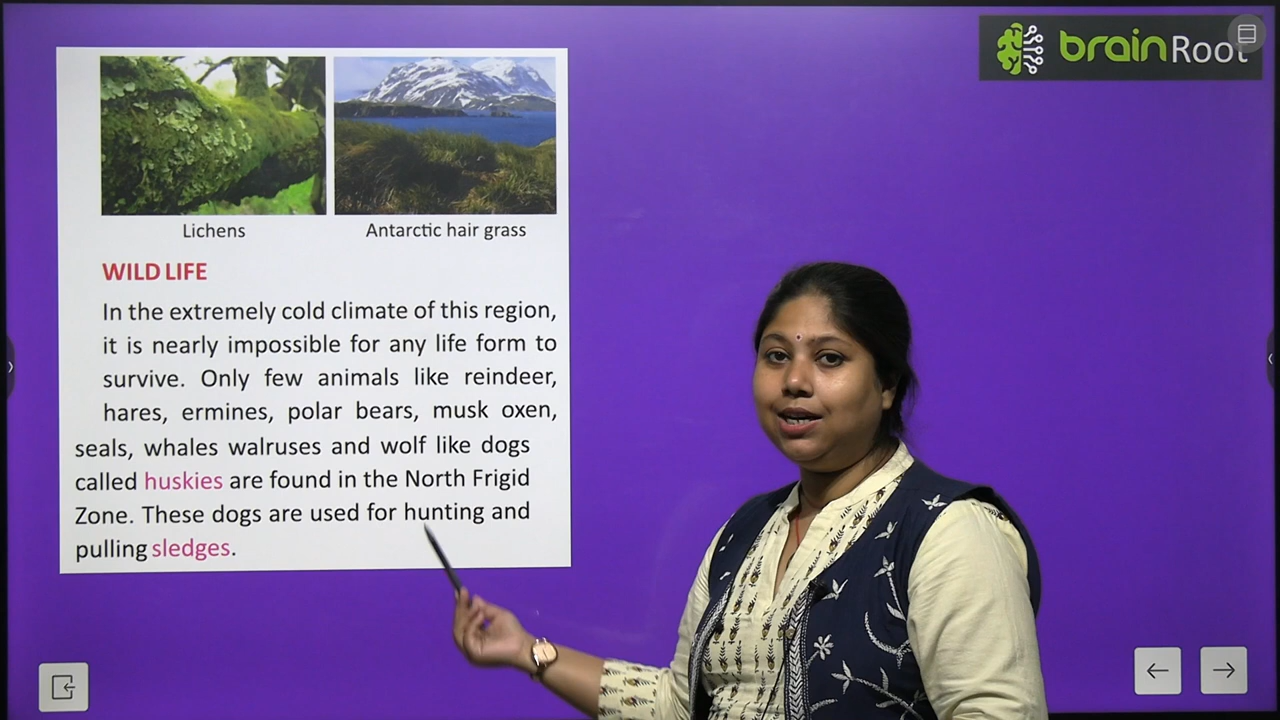 brainRoot
Lichens
Antarctic hair grass
WILD LIFE
In the extremely cold climate of this region,
it is nearly impossible for any life form to
survive. Only few animals like reindeer,
hares, ermines, polar bears, musk oxen,
seals, whales walruses and wolf like dogs
called huskies are found in the North Frigid
Zone. These dogs are used for hunting and
pulling sledges.